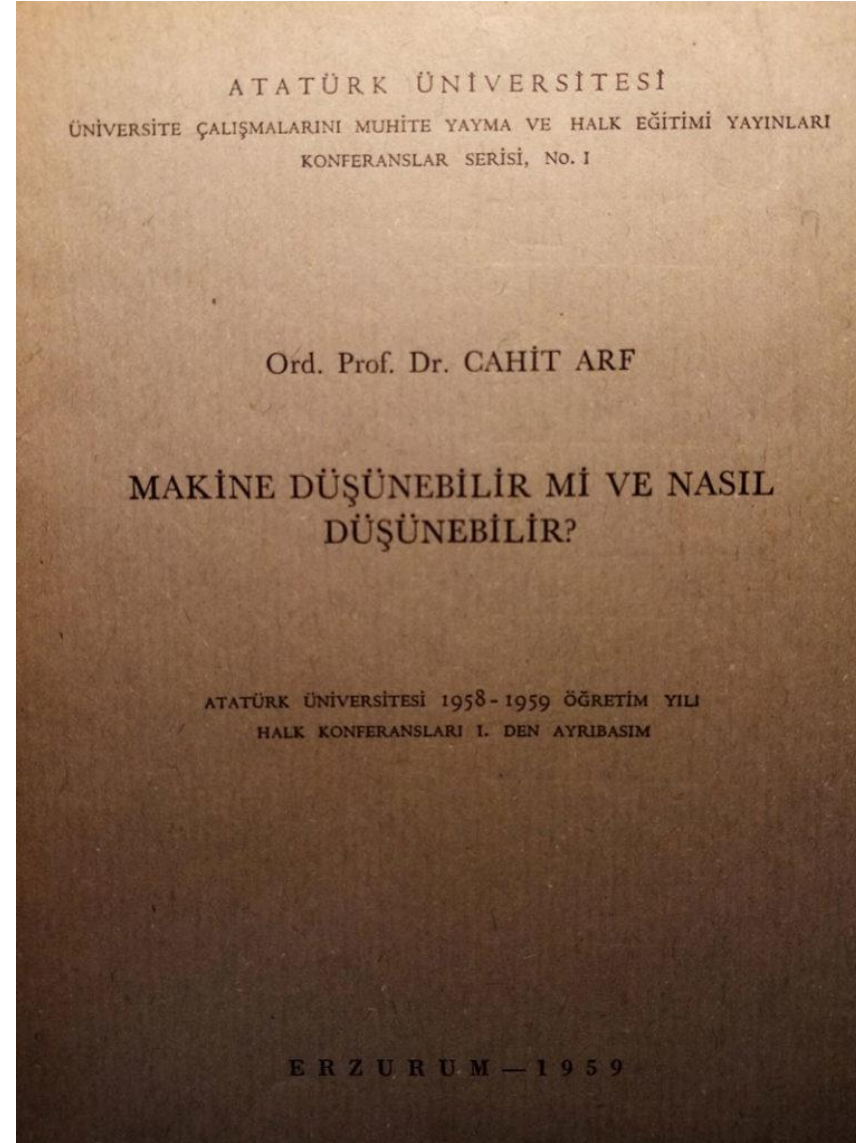 ATATÜRK ÜNİVERSİTESİ
ÜNİVERSİTE ÇALIŞMALARINI MUHİTE YAYMA VE HALK EĞİTİMİ YAYINLARI
KONFERANSLAR SERİSİ, No. I
Ord. Prof. Dr. CAHİT ARF
MAKİNE DÜŞÜNEBİLİR Mİ VE NASIL
DÜŞÜNEBİLİR?
ATATÜRK ÜNİVERSİTESİ 1958-1959 ÖĞRETİM YILI
HALK KONFERANSLARI I. DEN AYRIBASIM
ERZURUM—1959